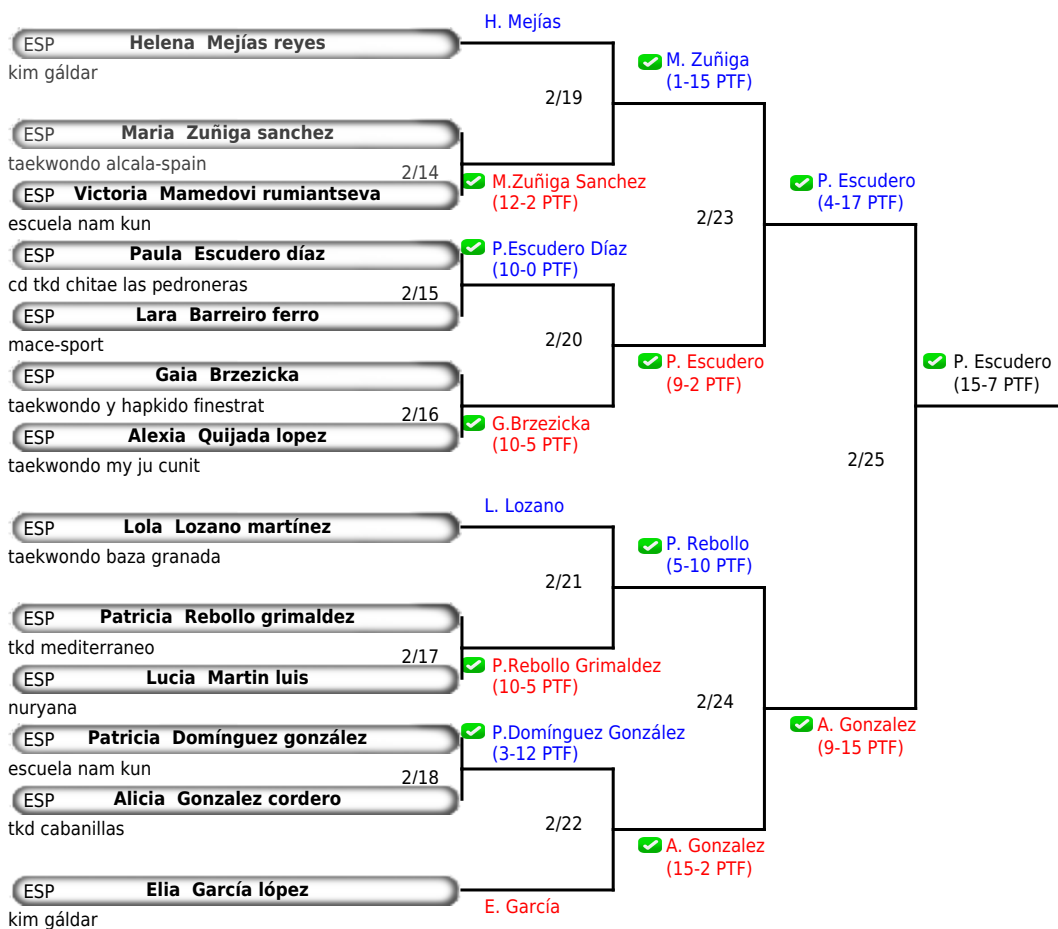 H. Mejías
ESP Helena Mejías reyes
kim gáldar
M. Zuñiga
(1-15 PTF)
2/19
ESP Maria Zuñiga sanchez
taekwondo alcala-spain
2/14
M.Zuñiga Sanchez
(12-2 PTF)
ESP Victoria Mamedovi rumiantseva
escuela nam kun
P. Escudero
(4-17 PTF)
2/23
ESP Paula Escudero díaz
cd tkd chitae las pedroneras
P.Escudero Díaz
(10-0 PTF)
2/15
ESP Lara Barreiro ferro
mace-sport
2/20
P. Escudero
(9-2 PTF)
P. Escudero
(15-7 PTF)
ESP Gaia Brzezicka
taekwondo y hapkido finestrat
2/16
G.Brzezicka
(10-5 PTF)
ESP Alexia Quijada lopez
taekwondo my ju cunit
2/25
L. Lozano
ESP Lola Lozano martínez
taekwondo baza granada
P. Rebollo
(5-10 PTF)
2/21
ESP Patricia Rebollo grimaldez
tkd mediterraneo
2/17
P.Rebollo Grimaldez
(10-5 PTF)
ESP Lucia Martin luis
nuryana
2/24
A. Gonzalez
(9-15 PTF)
ESP Patricia Domínguez gonzález
escuela nam kun
P.Domínguez González
(3-12 PTF)
2/18
ESP Alicia Gonzalez cordero
tkd cabanillas
2/22
A. Gonzalez
(15-2 PTF)
ESP Elia García lópez
kim gáldar
E. García